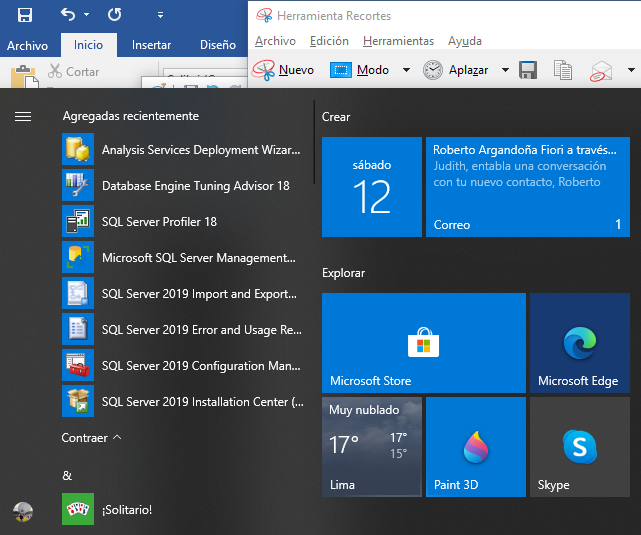 Herramienta Recortes
Archivo Inicio Insertar Diseño
Archivo Edición Herramientas Ayuda
Cortar
Nuevo Modo Aplazar
Agregadas recientemente
Analysis Services Deployment Wizar...
Database Engine Tuning Advisor 18
SQL Server Profiler 18
Microsoft SQL Server Management...
SQL Server 2019 Import and Export...
SQL Server 2019 Error and Usage Re...
SQL Server 2019 Configuration Man...
SQL Server 2019 Installation Center (...
Contraer
&
¡Solitario!
Crear
sábado
12
Roberto Argandoña Fiori a través...
Judith, entabla una conversación
con tu nuevo contacto, Roberto
Correo 1
Explorar
Microsoft Store
Microsoft Edge
Muy nublado
17° 17°
15°
Lima
Paint 3D
Skype